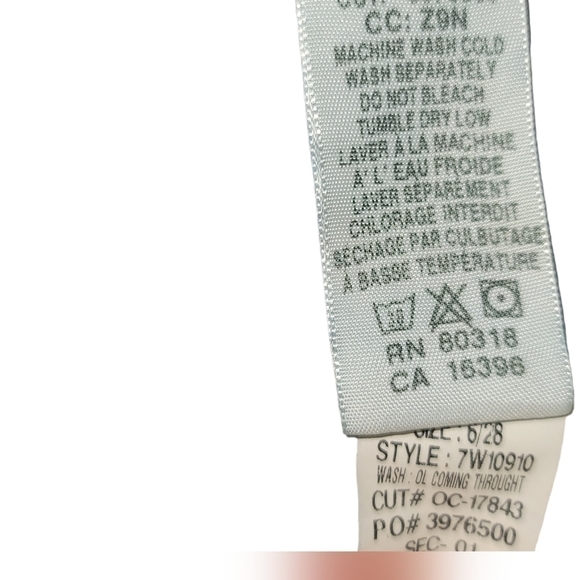 CC: Z9N
MACHINE WASH COLD
WASH SEPARATELY
DO NOT BLEACH
TUMBLE DRY LOW
LAVER À LA MACHINE
A' L' EAU FROIDE
LAVER SEPARÉMENT
CHLORAGE INTERDIT
SECHAGE PAR CULBUTAGE
À BASSE TEMPÉRATURE
RN 80318
CA 16396
SIZE : 6/28
STYLE : 7W10910
WASH : OL COMING THROUGHT
CUT# OC-17843
PO# 3976500